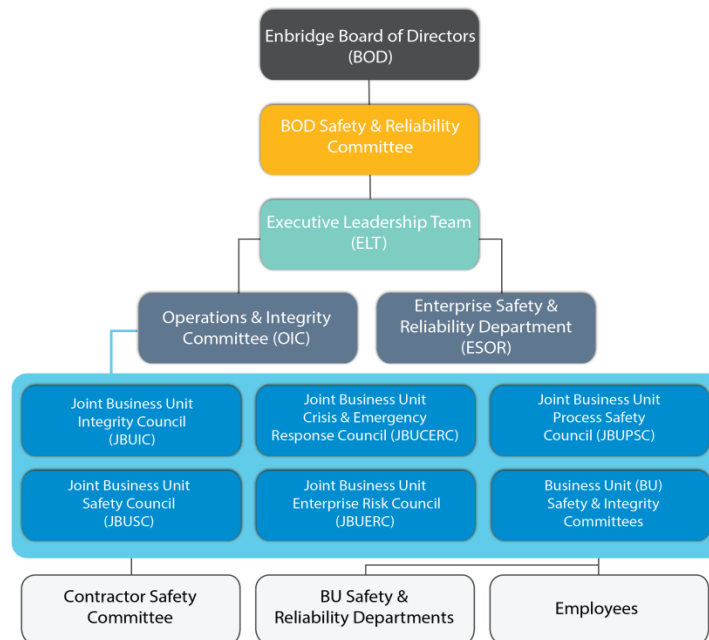 Enbridge Board of Directors
(BOD)
BOD Safety & Reliability
Committee
Executive Leadership Team
(ELT)
Operations & Integrity
Committee (OIC)
Enterprise Safety &
Reliability Department
(ESOR)
Joint Business Unit
Integrity Council
(JBUIC)
Joint Business Unit
Crisis & Emergency
Response Council (JBUCERC)
Joint Business Unit
Process Safety
Council (JBUPSC)
Joint Business Unit
Safety Council
(JBUSC)
Joint Business Unit
Enterprise Risk Council
(JBUERC)
Business Unit (BU)
Safety & Integrity
Committees
Contractor Safety
Committee
BU Safety &
Reliability Departments
Employees